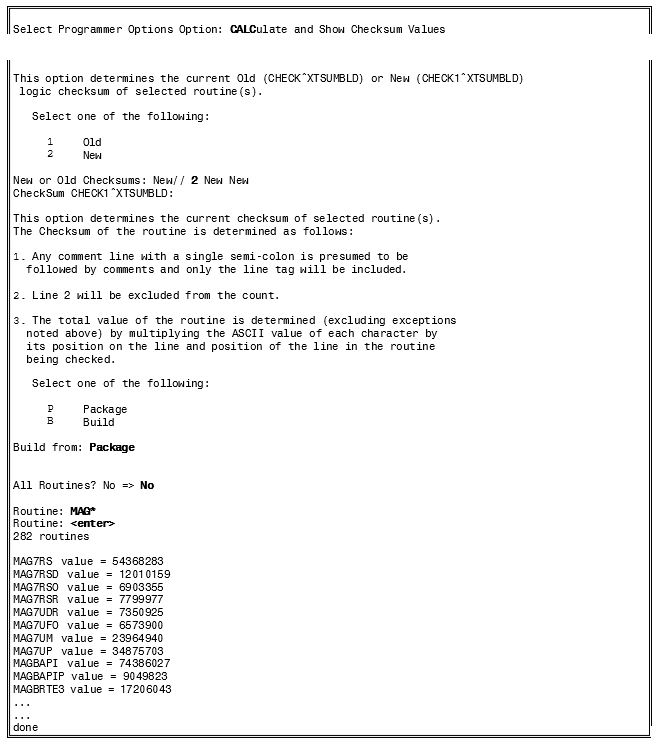 Select Programmer Options Option: CALCulate and Show Checksum Values
This option determines the current Old (CHECK^XTSUMBLD) or New (CHECK1^XTSUMBLD)
logic checksum of selected routine(s).
Select one of the following:
1 Old
2 New
New or Old Checksums: New// 2 New New
CheckSum CHECK1^XTSUMBLD:
This option determines the current checksum of selected routine(s).
The Checksum of the routine is determined as follows:
1. Any comment line with a single semi-colon is presumed to be
followed by comments and only the line tag will be included.
2. Line 2 will be excluded from the count.
3. The total value of the routine is determined (excluding exceptions
noted above) by multiplying the ASCII value of each character by
its position on the line and position of the line in the routine
being checked.
Select one of the following:
P Package
B Build
Build from: Package
All Routines? No => No
Routine: MAG*
Routine: <enter>
282 routines
MAG7RS value = 54368283
MAG7RSD value = 12010159
MAG7RSO value = 6903355
MAG7RSR value = 7799977
MAG7UDR value = 7350925
MAG7UFO value = 6573900
MAG7UM value = 23964940
MAG7UP value = 34875703
MAGBAPI value = 74386027
MAGBAPIP value = 9049823
MAGBRTE3 value = 17206043
...
...
done